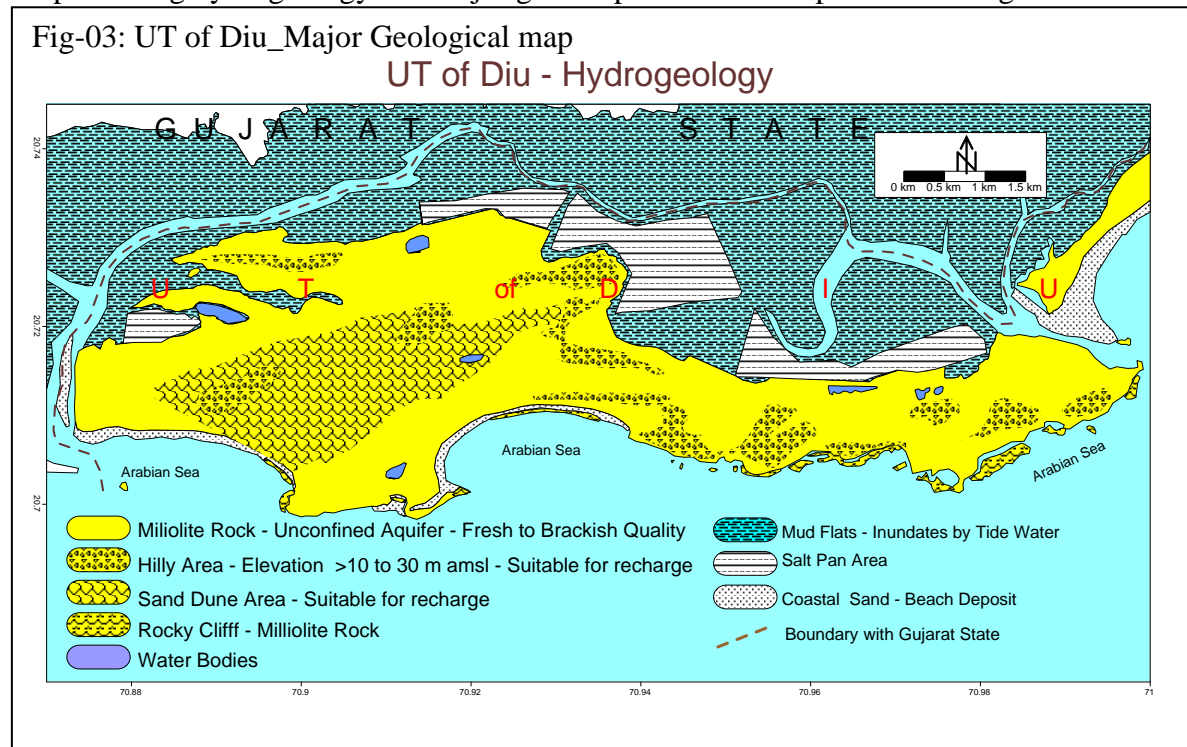 Fig-03: UT of Diu_Major Geological map
UT of Diu - Hydrogeology
G U J A R A T S T A T E
N
0 km 0.5 km 1 km 1.5 km
20.74
20.72
20.7
U T of D I U
Arabian Sea
Arabian Sea
Arabian Sea
Miliolite Rock - Unconfined Aquifer - Fresh to Brackish Quality
Hilly Area - Elevation >10 to 30 m amsl - Suitable for recharge
Sand Dune Area - Suitable for recharge
Rocky Clifff - Milliolite Rock
Water Bodies
Mud Flats - Inundates by Tide Water
Salt Pan Area
Coastal Sand - Beach Deposit
Boundary with Gujarat State
70.88 70.9 70.92 70.94 70.96 70.98 71